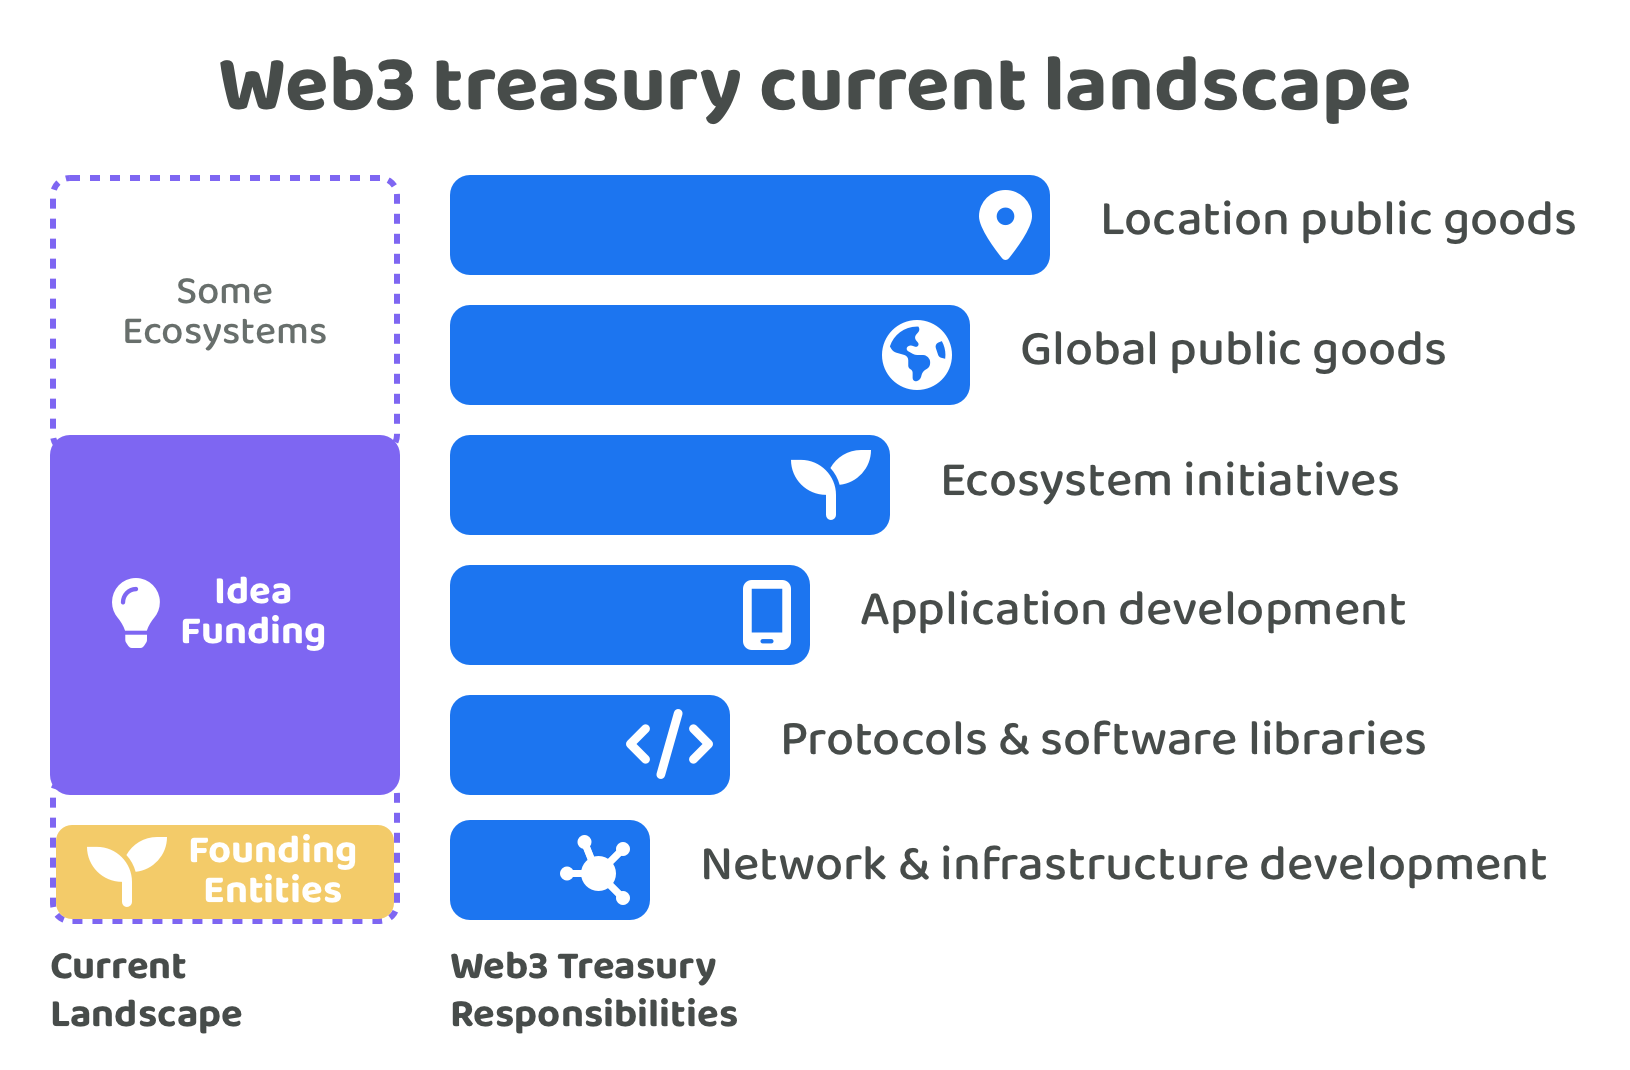 Web3 treasury current landscape
Some
Ecosystems
Idea
Funding
Founding
Entities
Current
Landscape
Location public goods
Global public goods
Ecosystem initiatives
Application development
Protocols & software libraries
Network & infrastructure development
Web3 Treasury
Responsibilities